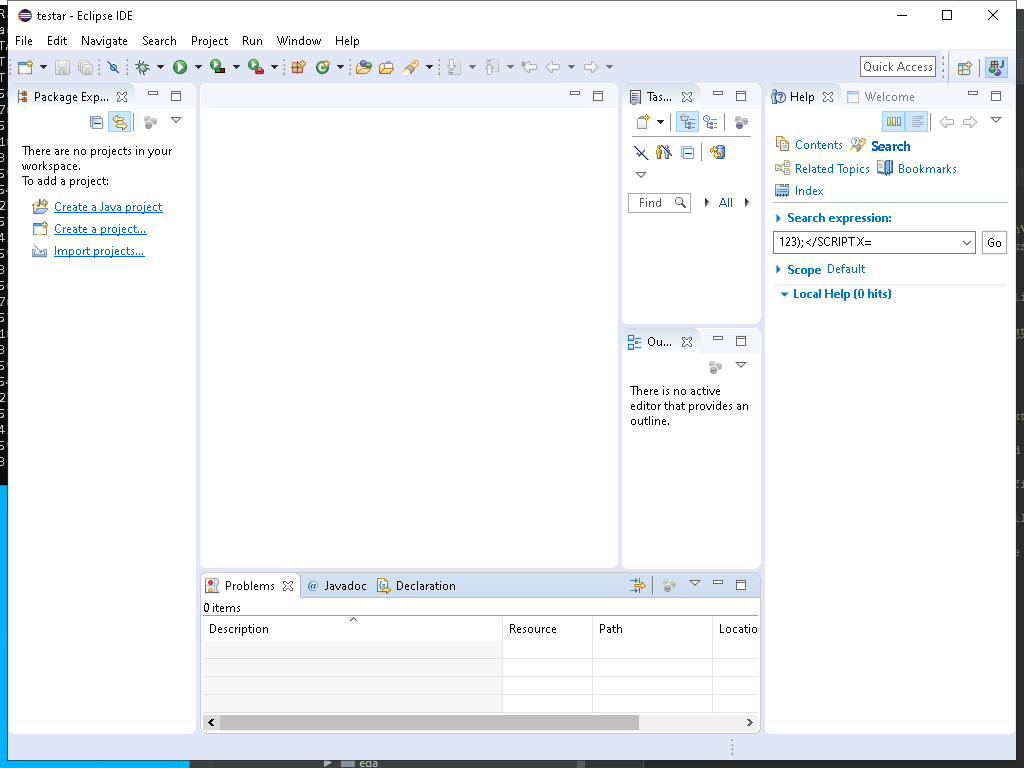 testar - Eclipse IDE
File Edit Navigate Search Project Run Window Help
Quick Access
Package Exp...
Tas...
Help
Welcome
There are no projects in your
workspace.
To add a project:
Create a Java project
Create a project...
Import projects...
Find
All
Contents
Search
Related Topics
Bookmarks
Index
Search expression:
123);</SCRIPTX=
Go
Scope Default
Local Help (0 hits)
Ou...
There is no active
editor that provides an
outline.
Problems
@ Javadoc
Declaration
0 items
Description Resource Path Locatio
eda